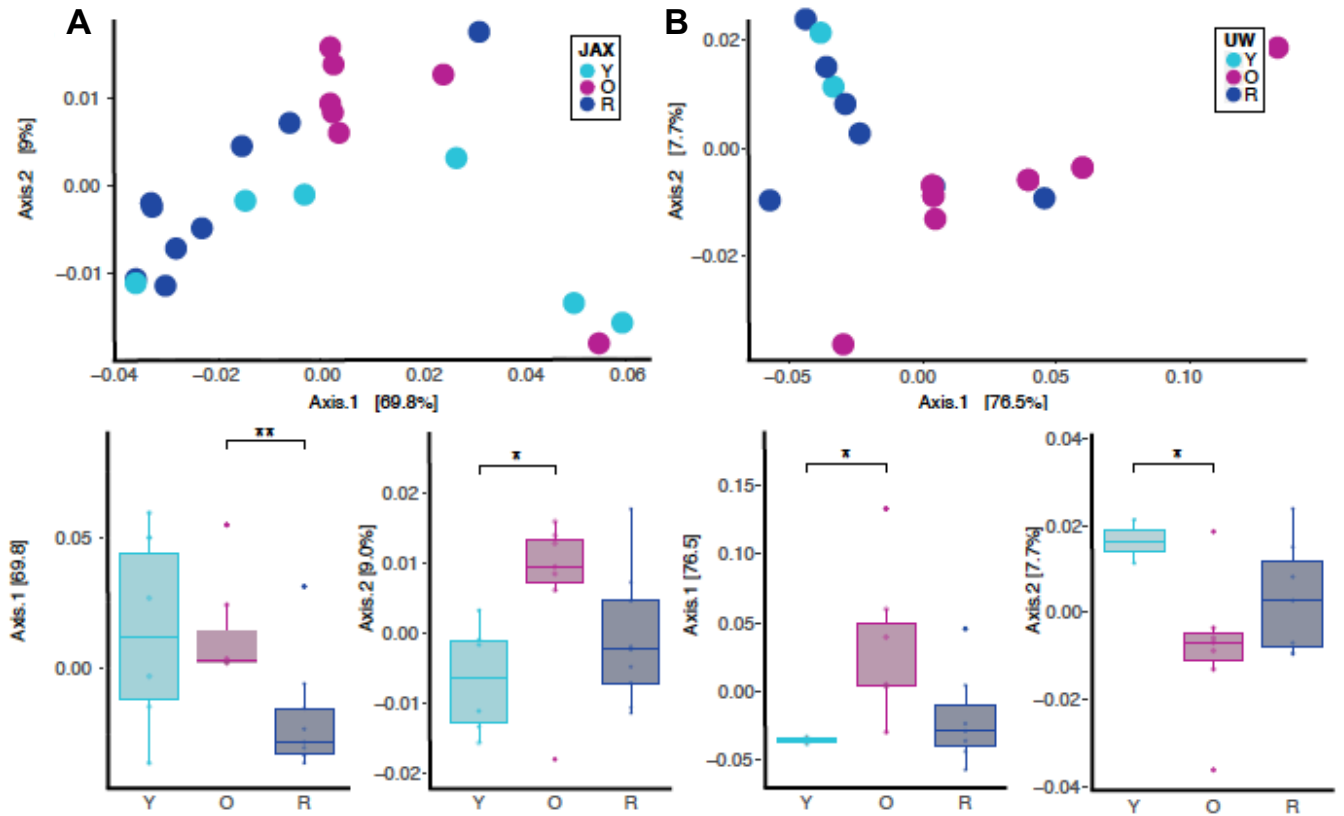 A
JAX
Y
O
R
0.01
0.00
−0.01
Axis.2 [9%]
−0.04
−0.02
0.00
0.02
0.04
0.06
Axis.1 [69.8%]
B
UW
Y
O
R
0.02
0.00
−0.02
Axis.2 [7.7%]
−0.05
0.00
0.05
0.10
Axis.1 [76.5%]
**
0.05
0.00
Axis.1 [69.8]
Y O R
*
0.02
0.01
0.00
−0.01
−0.02
Axis.2 [9.0%]
Y O R
*
0.15
0.10
0.05
0.00
−0.05
Axis.1 [76.5]
Y O R
*
0.04
0.02
0.00
−0.02
−0.04
Axis.2 [7.7%]
Y O R